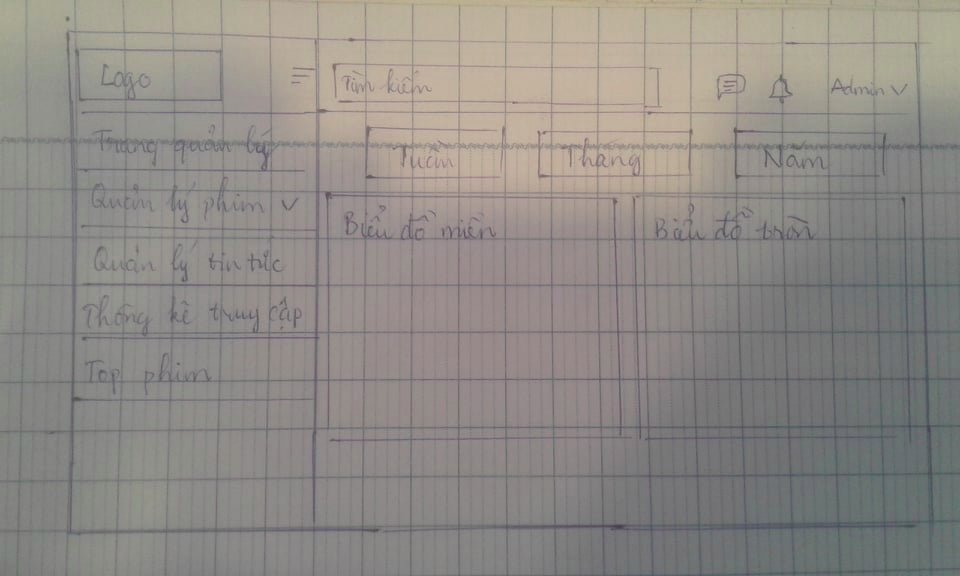 Logo
Tìm kiếm
Admin
Trang quản lý
Tuần
Tháng
Năm
Quản lý phim
Biểu đồ miền
Biểu đồ tròn
Quản lý tin tức
Thống kê truy cập
Top phim